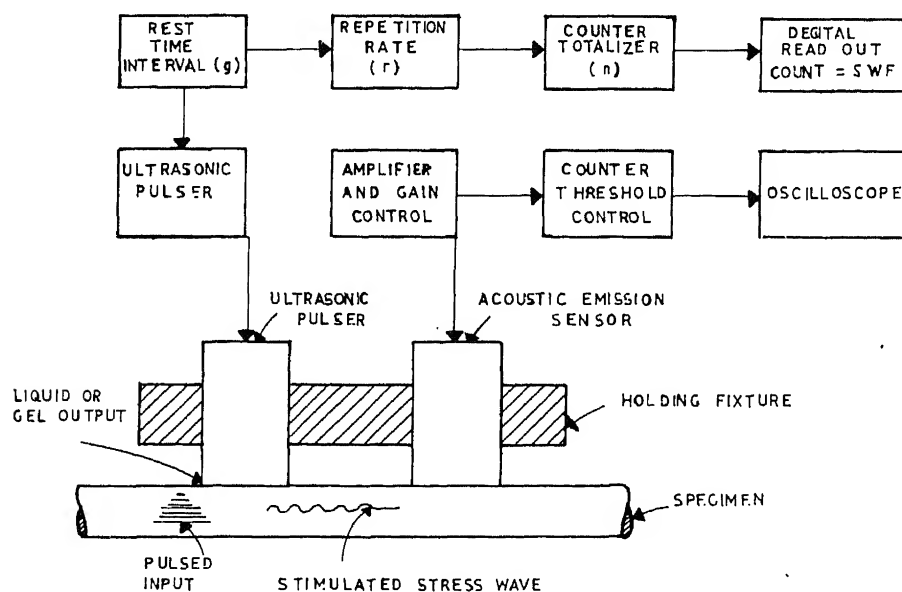 REST
TIME
INTERVAL (g)
REPETITION
RATE
(r)
COUNTER
TOTALIZER
(n)
DEGITAL
READ OUT
COUNT = SWF
ULTRASONIC
PULSER
AMPLIFIER
AND GAIN
CONTROL
COUNTER
THRESHOLD
CONTROL
OSCILLOSCOPE
ULTRASONIC
PULSER
ACOUSTIC EMISSION
SENSOR
LIQUID OR
GEL OUTPUT
HOLDING FIXTURE
SPECIMEN
PULSED
INPUT
STIMULATED STRESS WAVE